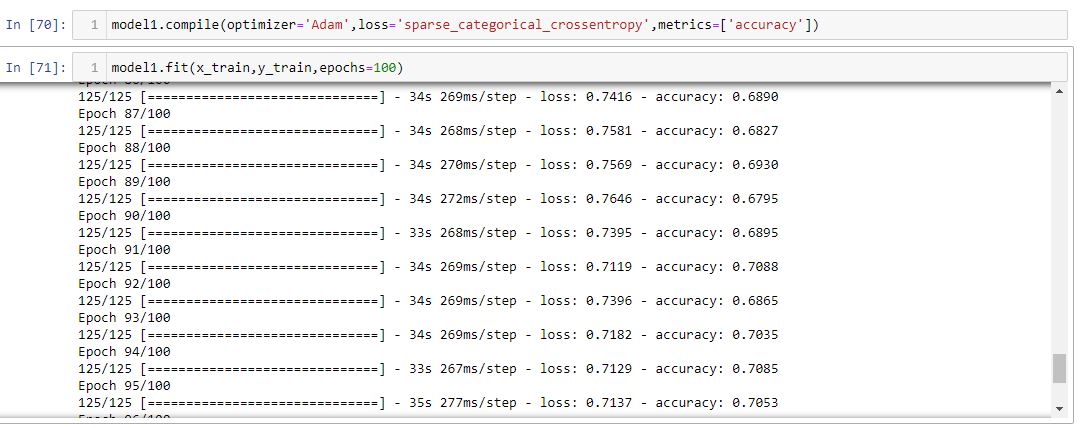 In [70]: 1 model1.compile(optimizer='Adam',loss='sparse_categorical_crossentropy',metrics=['accuracy'])
In [71]: 1 model1.fit(x_train,y_train,epochs=100)
125/125 [==============================] - 34s 269ms/step - loss: 0.7416 - accuracy: 0.6890
Epoch 87/100
125/125 [==============================] - 34s 268ms/step - loss: 0.7581 - accuracy: 0.6827
Epoch 88/100
125/125 [==============================] - 34s 270ms/step - loss: 0.7569 - accuracy: 0.6930
Epoch 89/100
125/125 [==============================] - 34s 272ms/step - loss: 0.7646 - accuracy: 0.6795
Epoch 90/100
125/125 [==============================] - 33s 268ms/step - loss: 0.7395 - accuracy: 0.6895
Epoch 91/100
125/125 [==============================] - 34s 269ms/step - loss: 0.7119 - accuracy: 0.7088
Epoch 92/100
125/125 [==============================] - 34s 269ms/step - loss: 0.7396 - accuracy: 0.6865
Epoch 93/100
125/125 [==============================] - 34s 269ms/step - loss: 0.7182 - accuracy: 0.7035
Epoch 94/100
125/125 [==============================] - 33s 267ms/step - loss: 0.7129 - accuracy: 0.7085
Epoch 95/100
125/125 [==============================] - 35s 277ms/step - loss: 0.7137 - accuracy: 0.7053